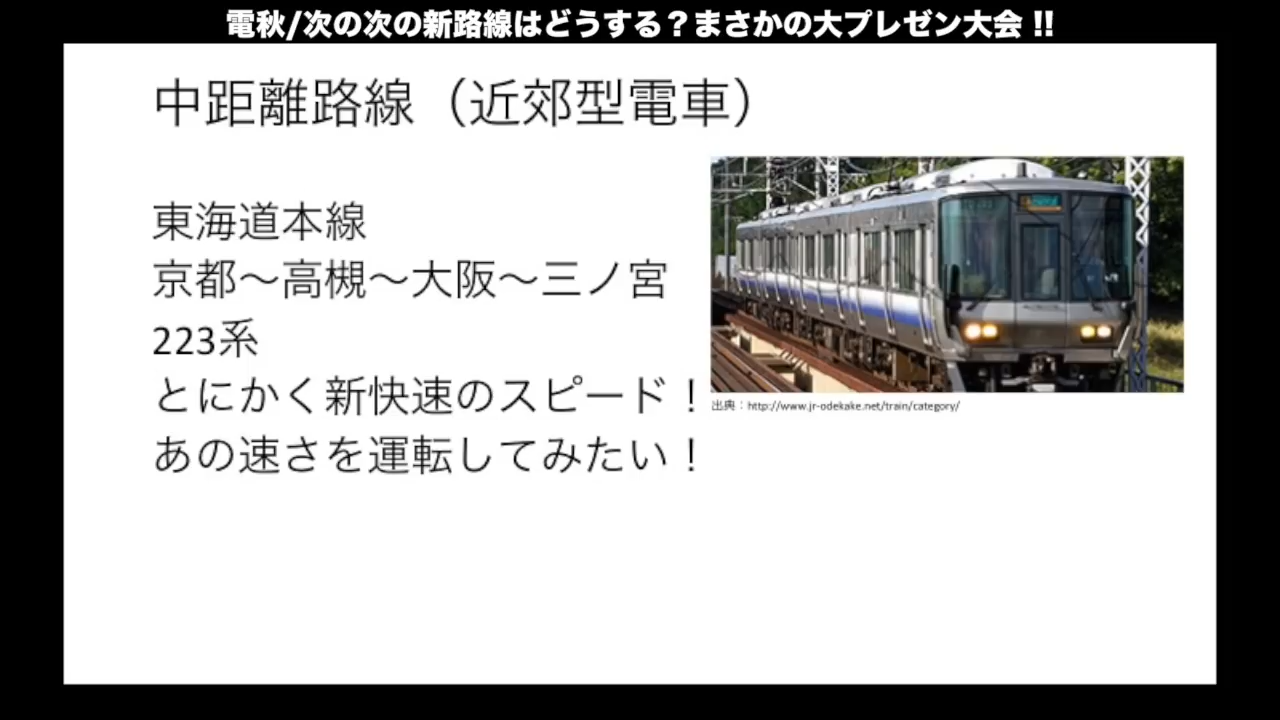 電秋/次の次の新路線はどうする？まさかの大プレゼン大会 !!
中距離路線（近郊型電車）
東海道本線
京都～高槻～大阪～三ノ宮
223系
とにかく新快速のスピード！
あの速さを運転してみたい！
出典：http://www.jr-odekake.net/train/category/